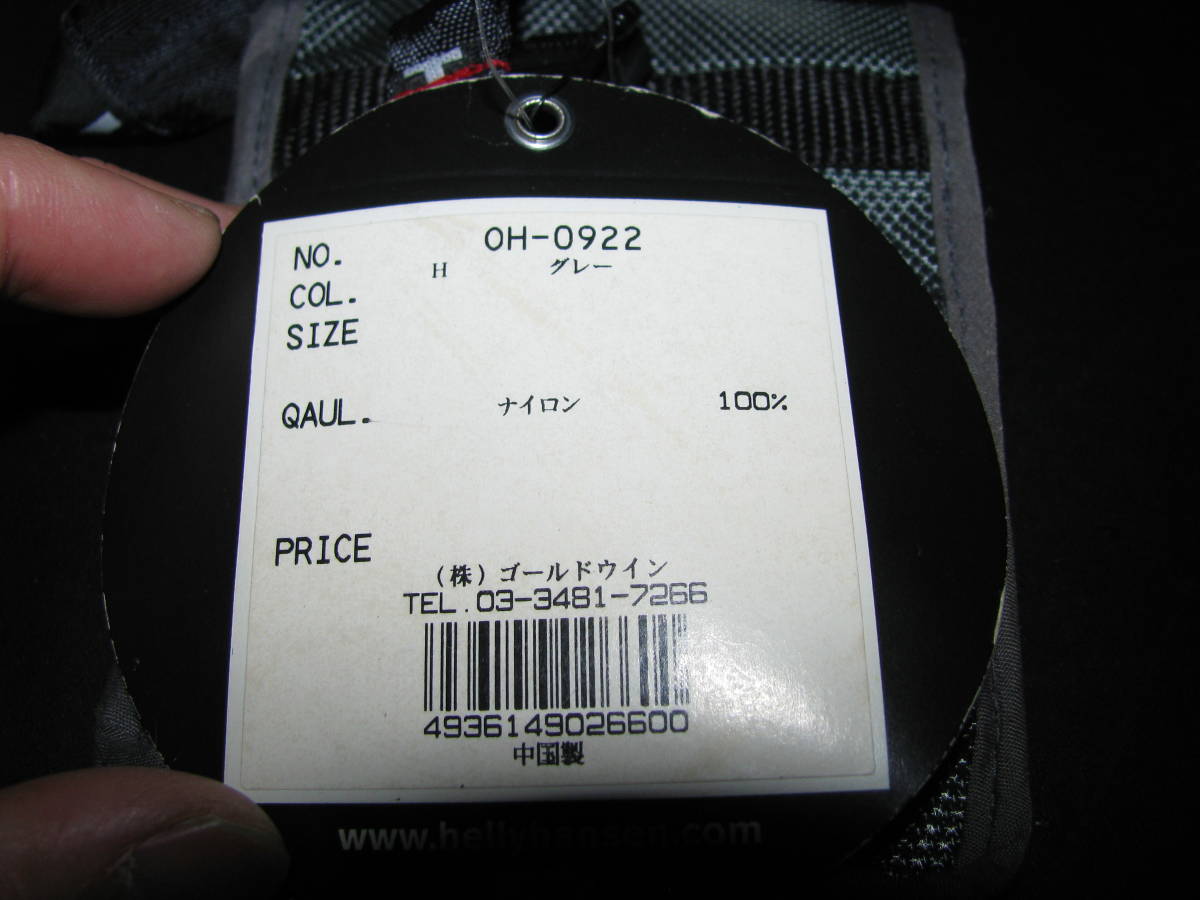 NO. OH-0922
COL. H グレー
SIZE
QAUL. ナイロン 100%
PRICE
(株)ゴールドウイン
TEL.03-3481-7266
4936149026600
中国製
www.hellyhansen.com